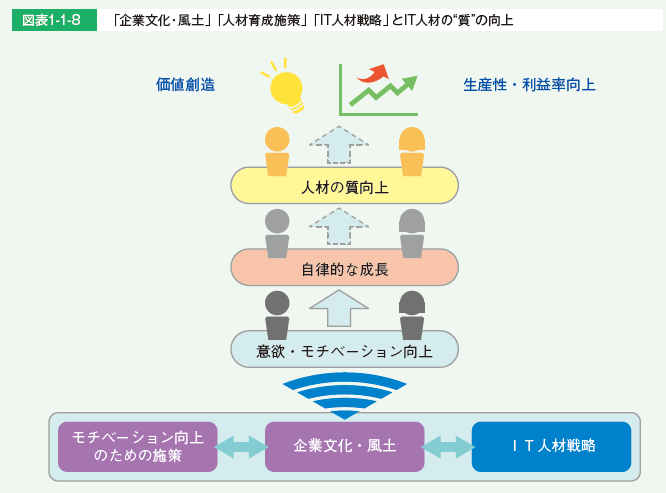 図表1-1-8 「企業文化・風土」「人材育成施策」「IT人材戦略」とIT人材の“質”の向上
価値創造
生産性・利益率向上
人材の質向上
自律的な成長
意欲・モチベーション向上
モチベーション向上
のための施策
企業文化・風土
ＩＴ人材戦略